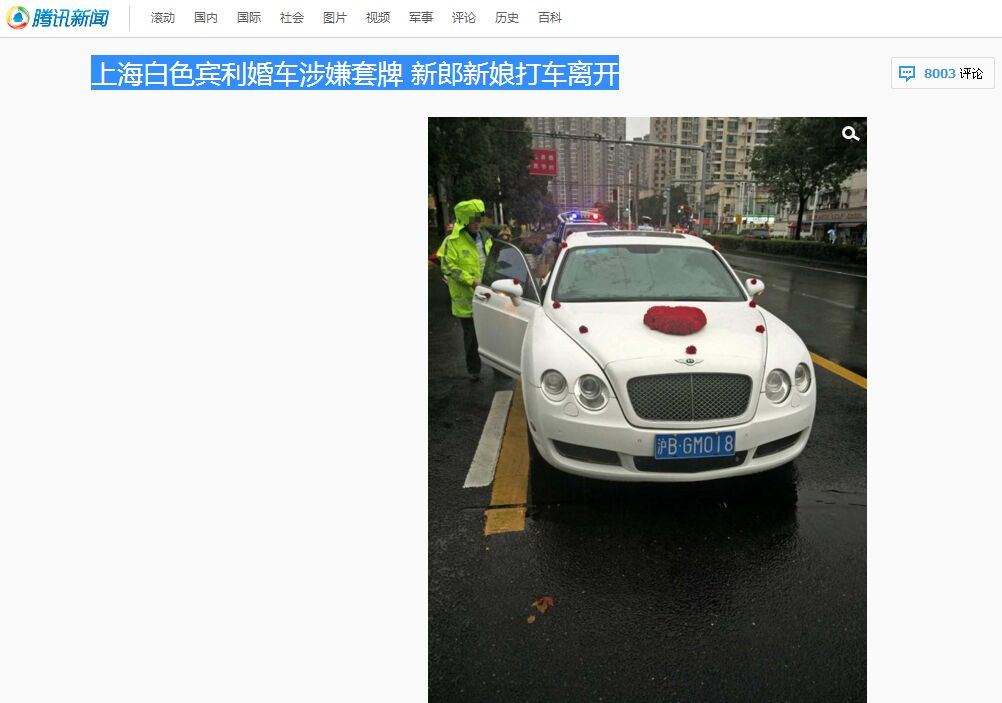 腾讯新闻
滚动 国内 国际 社会 图片 视频 军事 评论 历史 百科
上海白色宾利婚车涉嫌套牌 新郎新娘打车离开
8003 评论
沪B·GM018